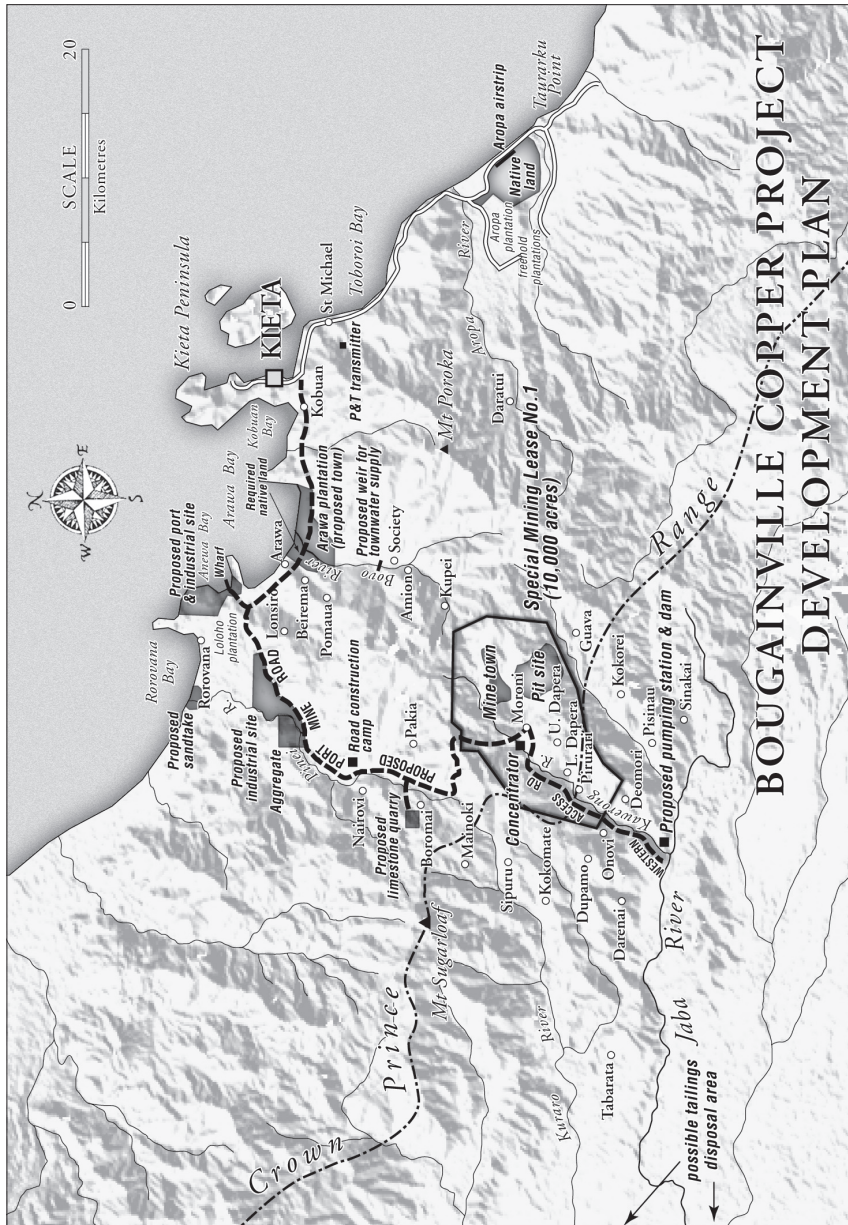 SCALE
0
20
Kilometres
N
E
S
W
Kieta Peninsula
KIETA
Rorovana
Bay
Rorovana
Loloho
plantation
Proposed port
& industrial site
Anewa Bay
Wharf
Arawa Bay
Kobuan
Bay
Required
native land
Proposed
sandtake
Proposed
industrial site
Aggregate
Pinei
R.
PORT
MINE
ROAD
PROPOSED
Lonsiro
Arawa
Beirema
Pomaua
River
Bovo
Arawa plantation
(proposed town)
Kobuan
St Michael
Toboroi Bay
P&T transmitter
Proposed weir for
townwater supply
Society
Amion
Kupei
Mt Poroka
Road construction
camp
Pakia
Nairovi
Proposed
limestone quarry
Boromai
Mainoki
Mt Sugarloaf
Crown
Prince
Range
River
Aropa
Aropa
plantation
freehold
plantations
Native
land
Aropa airstrip
Taurarku
Point
Daratui
Special Mining Lease No.1
(10,000 acres)
Mine town
Pit site
Moroni
Concentrator
U. Dapera
L. Dapera
Pirurari
R.
Kawerong
WESTERN
ACCESS
RD
Guava
Kokorei
Pisinau
Sinakai
Deomori
Onovi
Sipuru
Kokomate
Dupamo
Darenai
Proposed pumping station & dam
Kuraro
River
Tabarata
Jaba
River
possible tailings
disposal area
BOUGAINVILLE COPPER PROJECT
DEVELOPMENT PLAN